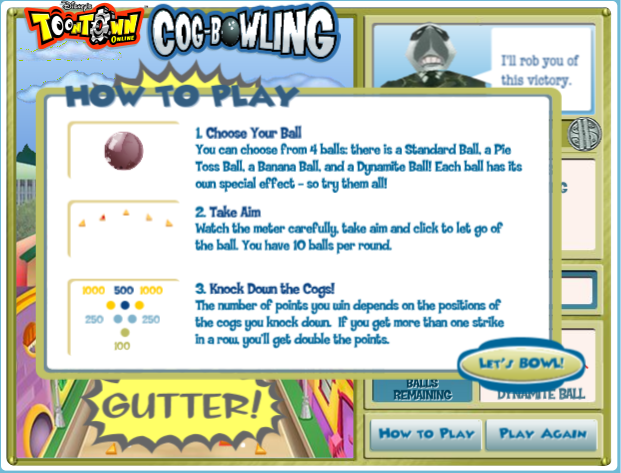 Disney's
TOONTOWN
ONLINE
COG-BOWLING
I'll rob you of
this victory.
HOW TO PLAY
1. Choose Your Ball
You can choose from 4 balls: there is a Standard Ball, a Pie
Toss Ball, a Banana Ball, and a Dynamite Ball! Each ball has its
own special effect - so try them all!
2. Take Aim
Watch the meter carefully, take aim and click to let go of
the ball. You have 10 balls per round.
3. Knock Down the Cogs!
1000 500 1000
250 250
100
The number of points you win depends on the positions of
the cogs you knock down. If you get more than one strike
in a row, you'll get double the points.
LET'S BOWL!
GUTTER!
BALLS
REMAINING
DYNAMITE BALL
HOW TO PLAY
PLAY AGAIN